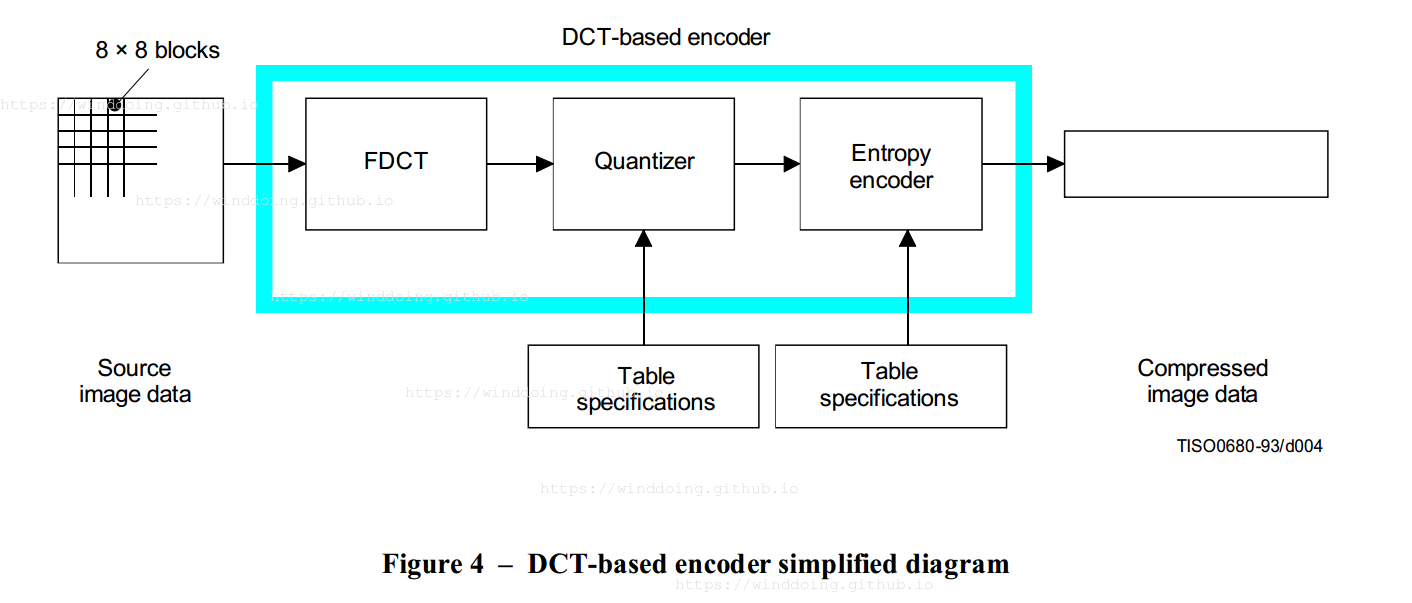 DCT-based encoder
8 × 8 blocks
https://winddoing.github.io
FDCT
Quantizer
Entropy
encoder
https://winddoing.github.io
https://winddoing.github.io
Source
image data
Table
specifications
Table
specifications
Compressed
image data
https://winddoing.github.io
TISO0680-93/d004
https://winddoing.github.io
Figure 4 – DCT-based encoder simplified diagram
https://winddoing.github.io